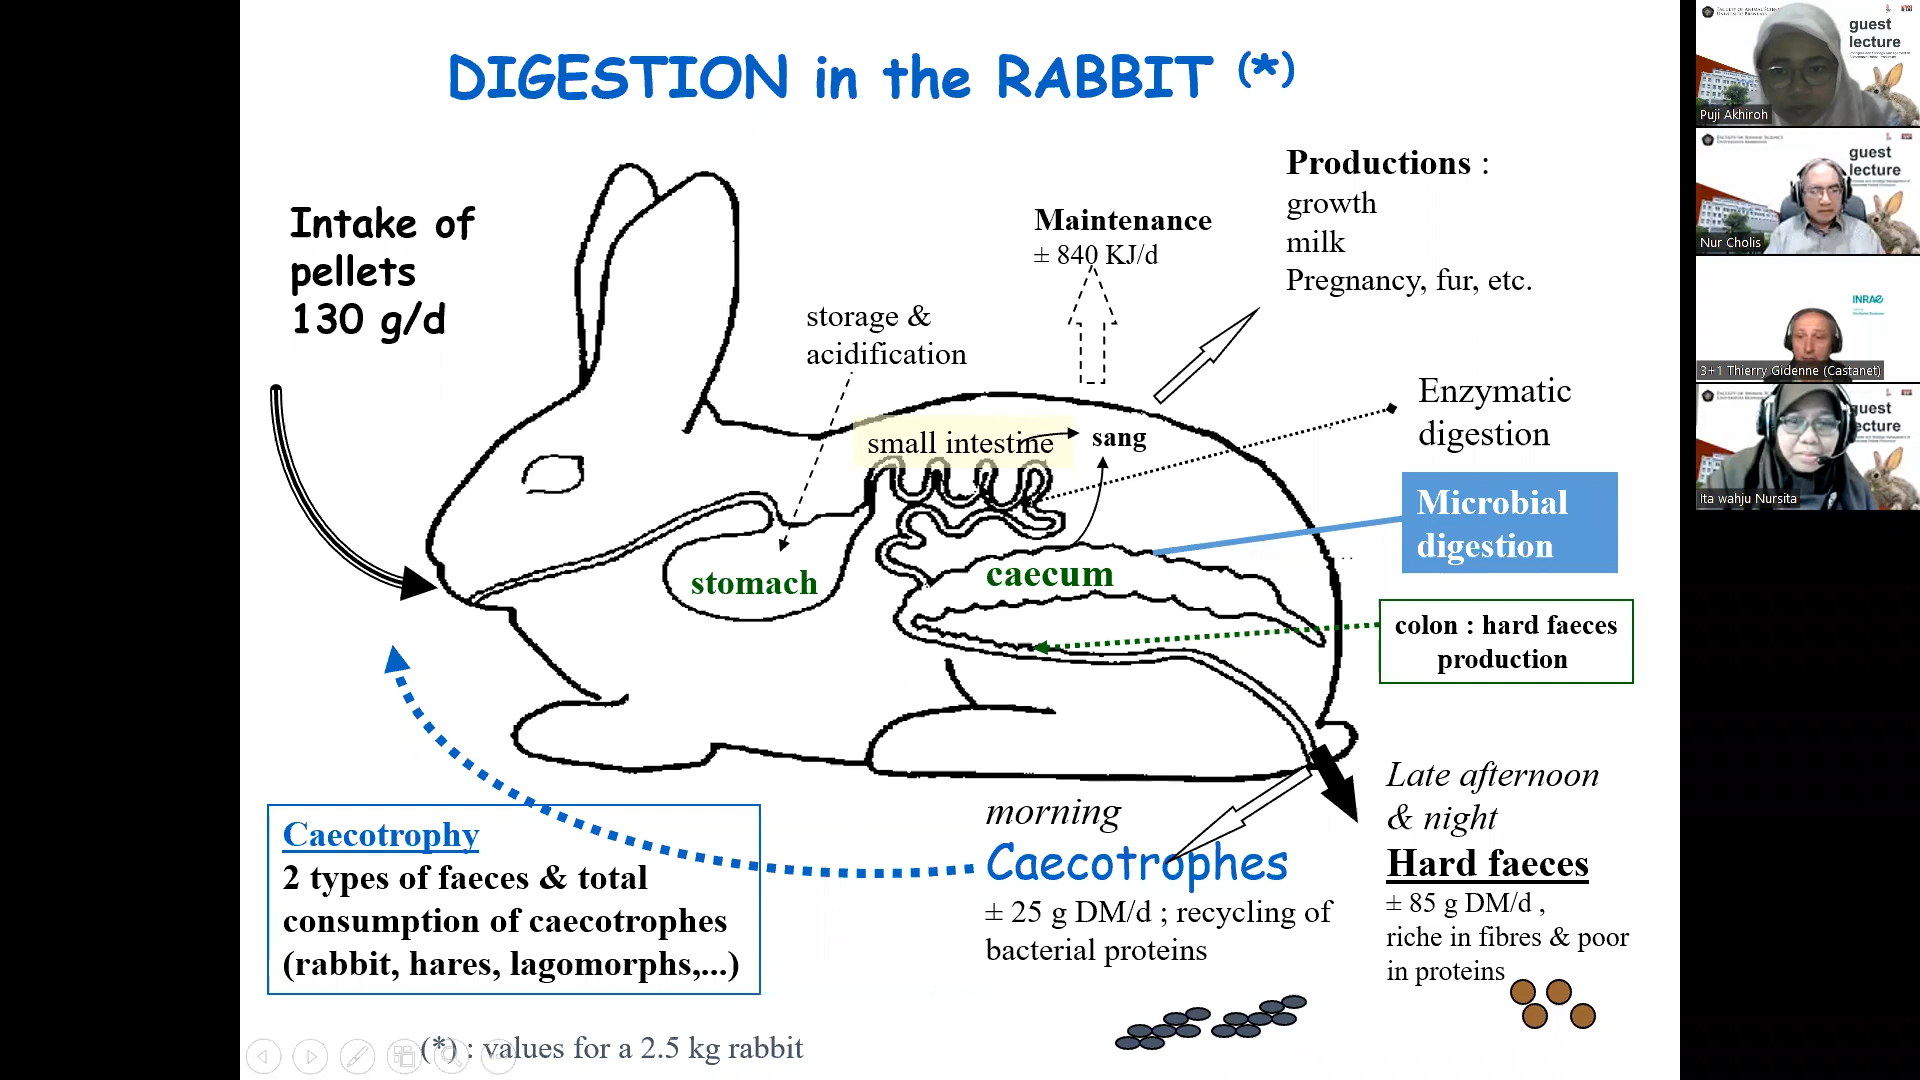 DIGESTION in the RABBIT (*)
Intake of
pellets
130 g/d
storage &
acidification
Maintenance
± 840 KJ/d
Productions :
growth
milk
Pregnancy, fur, etc.
small intestine
sang
Enzymatic
digestion
Microbial
digestion
stomach
caecum
colon : hard faeces
production
Caecotrophy
2 types of faeces & total
consumption of caecotrophes
(rabbit, hares, lagomorphs,...)
morning
Caecotrophes
± 25 g DM/d ; recycling of
bacterial proteins
Late afternoon
& night
Hard faeces
± 85 g DM/d ,
riche in fibres & poor
in proteins
(*) : values for a 2.5 kg rabbit
guest
lecture
Puji Akhiroh
guest
lecture
Nur Cholis
INRAE
3+1 Thierry Gidenne (Castanet)
guest
lecture
Ita wahju Nursita